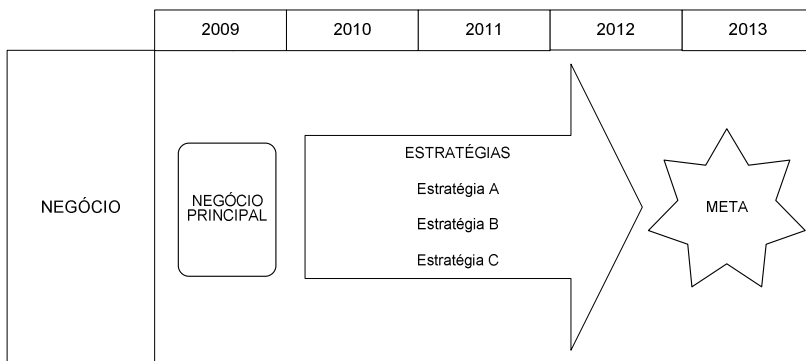 2009 2010 2011 2012 2013
NEGÓCIO
NEGÓCIO
PRINCIPAL
ESTRATÉGIAS
Estratégia A
Estratégia B
Estratégia C
META